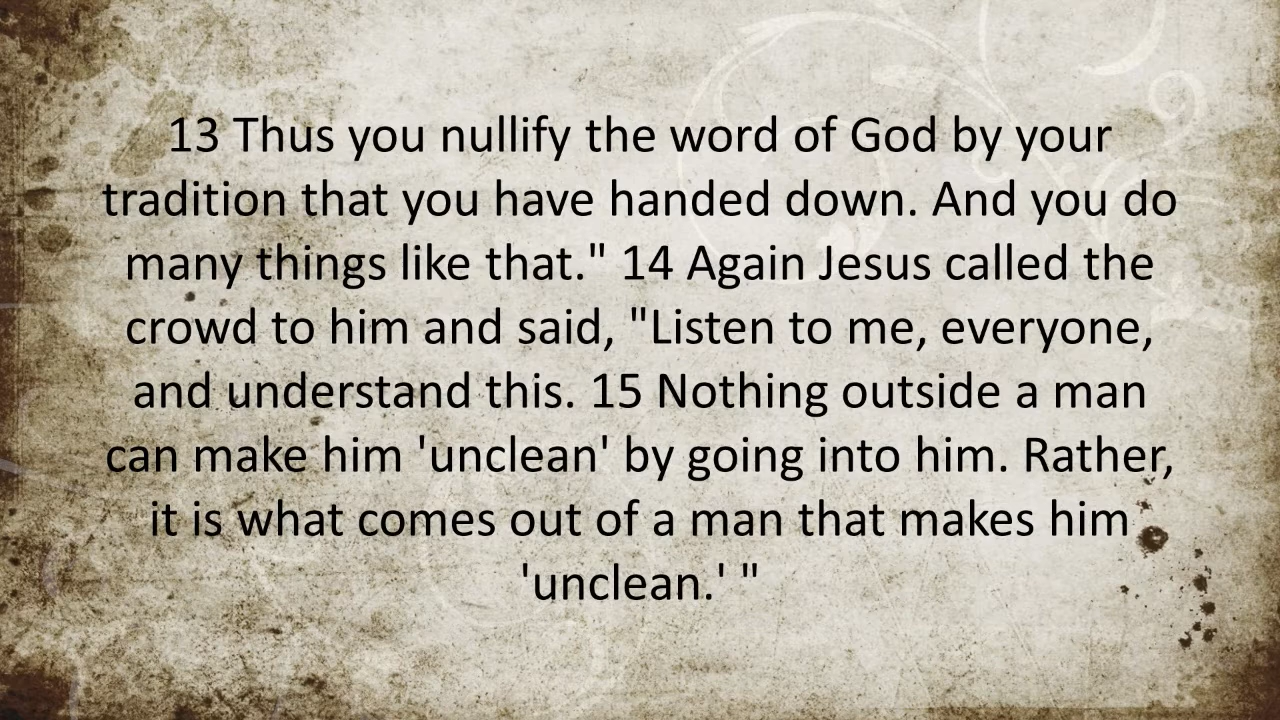 13 Thus you nullify the word of God by your
tradition that you have handed down. And you do
many things like that." 14 Again Jesus called the
crowd to him and said, "Listen to me, everyone,
and understand this. 15 Nothing outside a man
can make him 'unclean' by going into him. Rather,
it is what comes out of a man that makes him
'unclean.' "